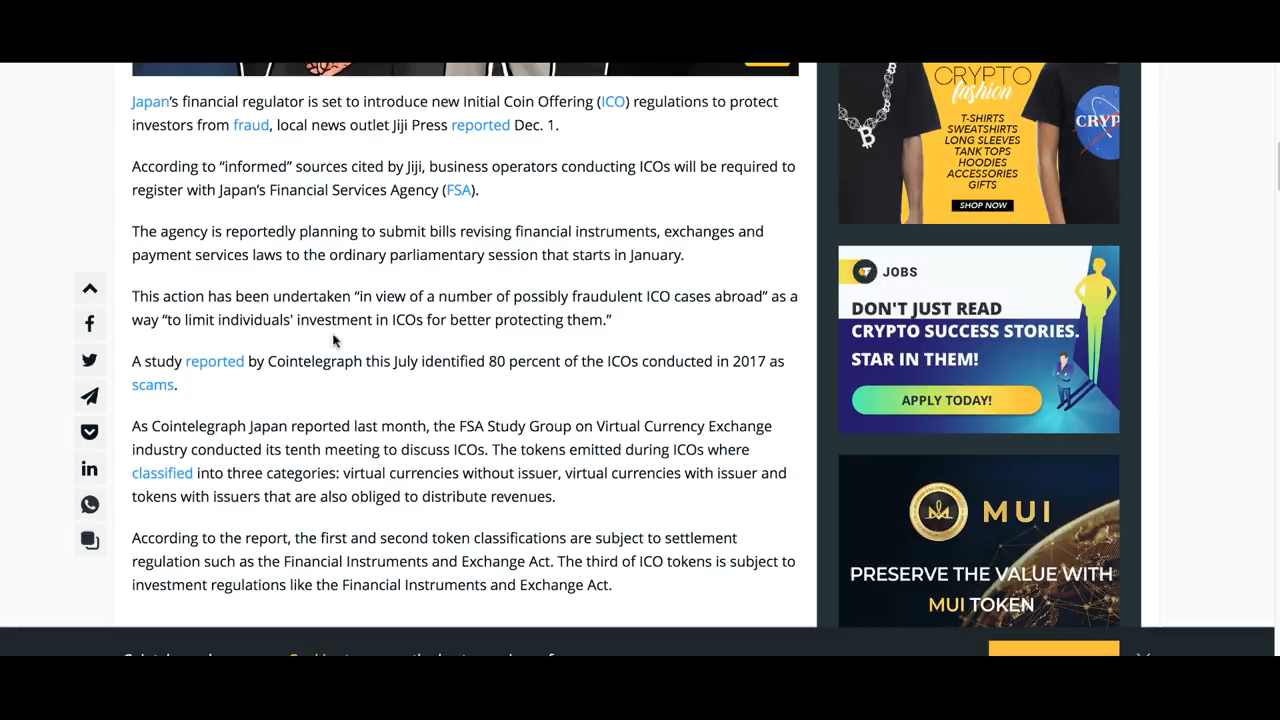 Japan's financial regulator is set to introduce new Initial Coin Offering (ICO) regulations to protect
investors from fraud, local news outlet Jiji Press reported Dec. 1.
According to “informed” sources cited by Jiji, business operators conducting ICOs will be required to
register with Japan’s Financial Services Agency (FSA).
The agency is reportedly planning to submit bills revising financial instruments, exchanges and
payment services laws to the ordinary parliamentary session that starts in January.
This action has been undertaken “in view of a number of possibly fraudulent ICO cases abroad” as a
way “to limit individuals' investment in ICOs for better protecting them.”
A study reported by Cointelegraph this July identified 80 percent of the ICOs conducted in 2017 as
scams.
As Cointelegraph Japan reported last month, the FSA Study Group on Virtual Currency Exchange
industry conducted its tenth meeting to discuss ICOs. The tokens emitted during ICOs where
classified into three categories: virtual currencies without issuer, virtual currencies with issuer and
tokens with issuers that are also obliged to distribute revenues.
According to the report, the first and second token classifications are subject to settlement
regulation such as the Financial Instruments and Exchange Act. The third of ICO tokens is subject to
investment regulations like the Financial Instruments and Exchange Act.
CRYPTO
fashion
T-SHIRTS
SWEATSHIRTS
LONG SLEEVES
TANK TOPS
HOODIES
ACCESSORIES
GIFTS
SHOP NOW
CRYP
JOBS
DON'T JUST READ
CRYPTO SUCCESS STORIES.
STAR IN THEM!
APPLY TODAY!
MUI
PRESERVE THE VALUE WITH
MUI TOKEN